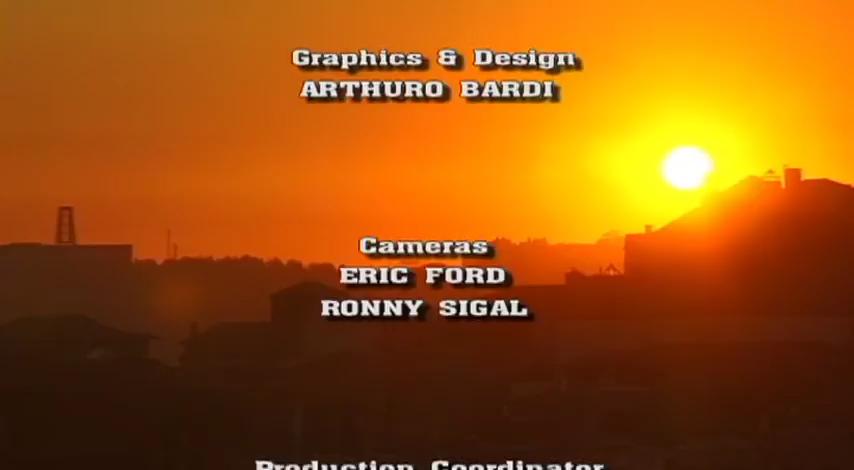 Graphics & Design
ARTHURO BARDI
Cameras
ERIC FORD
RONNY SIGAL
Production Coordinator